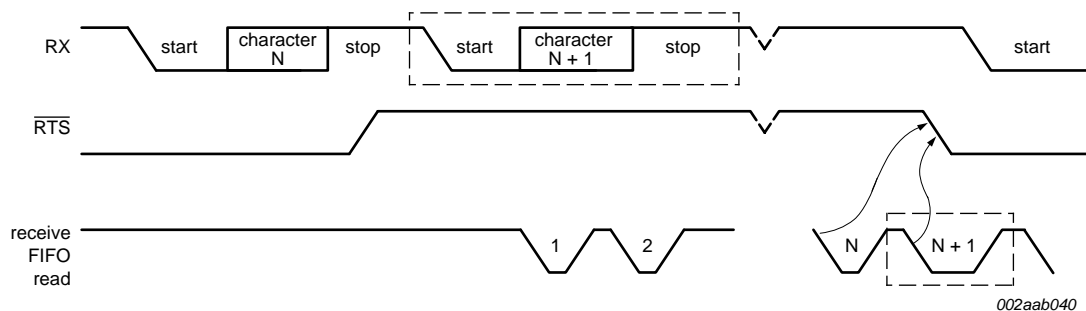 RX
start
character
N
stop
start
character
N + 1
stop
start
RTS
receive
FIFO
read
1
2
N
N + 1
002aab040